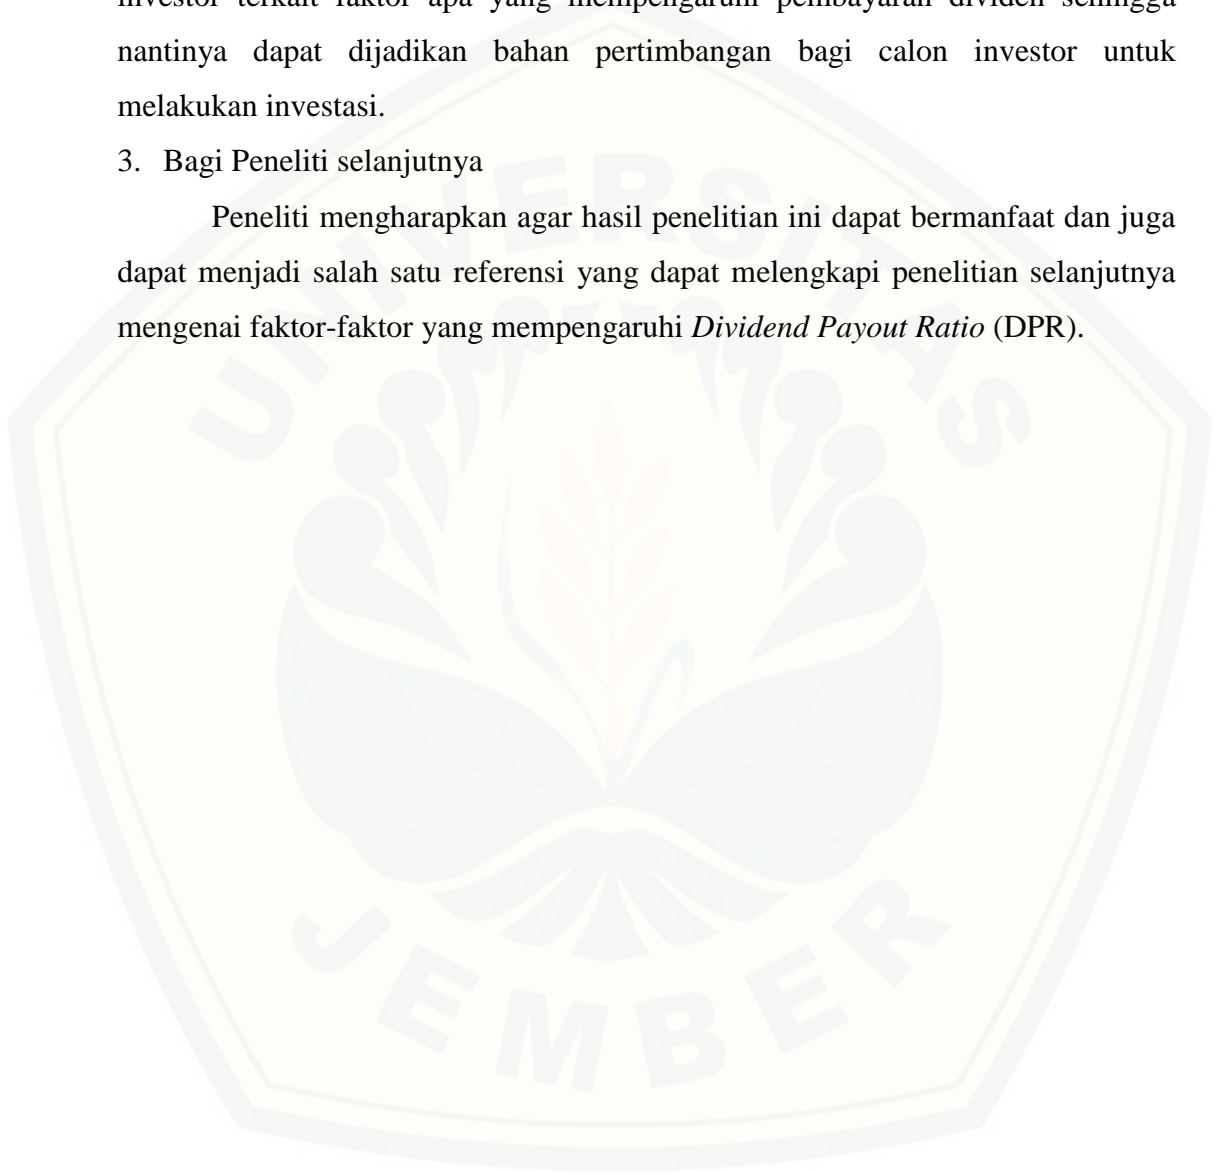 investor terkait faktor apa yang mempengaruhi pembayaran dividen sehingga
nantinya dapat dijadikan bahan pertimbangan bagi calon investor untuk
melakukan investasi.
3. Bagi Peneliti selanjutnya
Peneliti mengharapkan agar hasil penelitian ini dapat bermanfaat dan juga
dapat menjadi salah satu referensi yang dapat melengkapi penelitian selanjutnya
mengenai faktor-faktor yang mempengaruhi Dividend Payout Ratio (DPR).
UNIVERSITAS
JEMBER